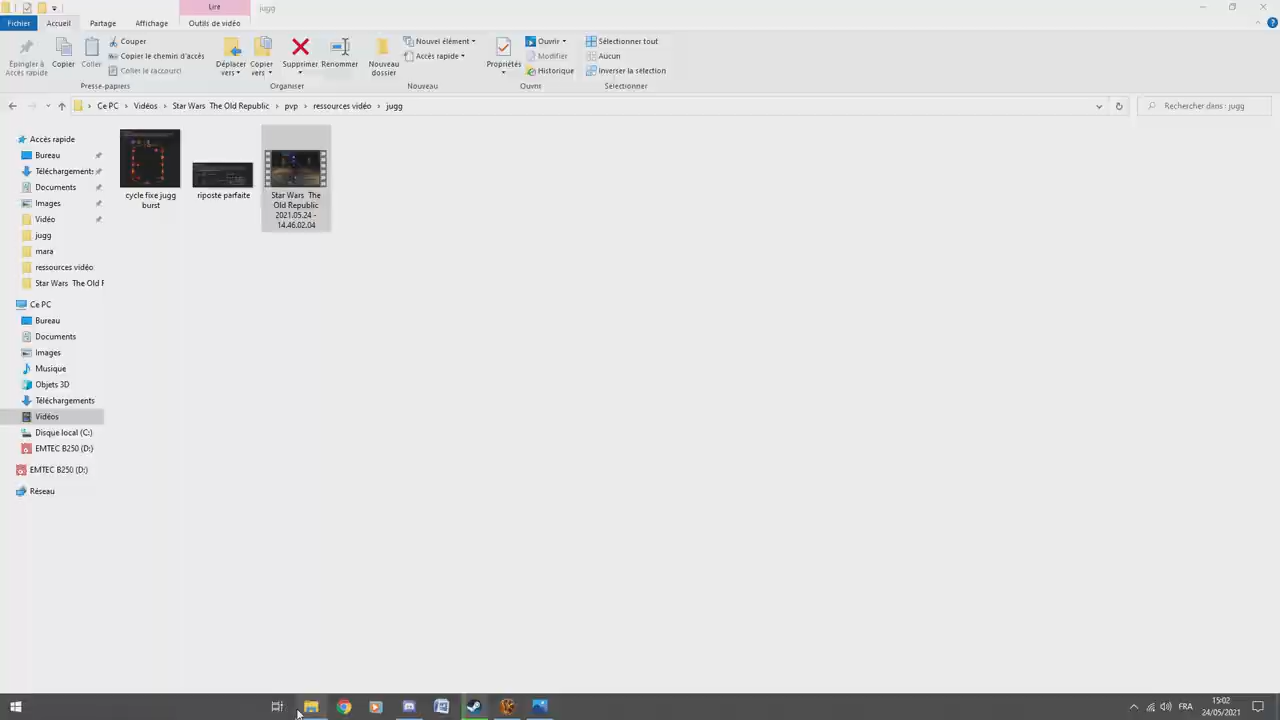 Lire
jugg
Fichier
Accueil
Partage
Affichage
Outils de vidéo
Épingler à
Accès rapide
Copier
Coller
Couper
Copier le chemin d'accès
Coller le raccourci
Presse-papiers
Déplacer
vers
Copier
vers
Supprimer
Renommer
Organiser
Nouveau
dossier
Nouvel élément
Accès rapide
Nouveau
Propriétés
Ouvrir
Modifier
Historique
Ouvrir
Sélectionner tout
Aucun
Inverser la sélection
Sélectionner
Ce PC
Vidéos
Star Wars The Old Republic
pvp
ressources vidéo
jugg
Rechercher dans : jugg
Accès rapide
Bureau
Téléchargements
Documents
Images
Vidéo
jugg
mara
ressources vidéo
Star Wars The Old F
Ce PC
Bureau
Documents
Images
Musique
Objets 3D
Téléchargements
Vidéos
Disque local (C:)
EMTEC B250 (D:)
EMTEC B250 (D:)
Réseau
cycle fixe jugg
burst
riposte parfaite
Star Wars The
Old Republic
2021.05.24 -
14.46.02.04
FRA
15:02
24/05/2021